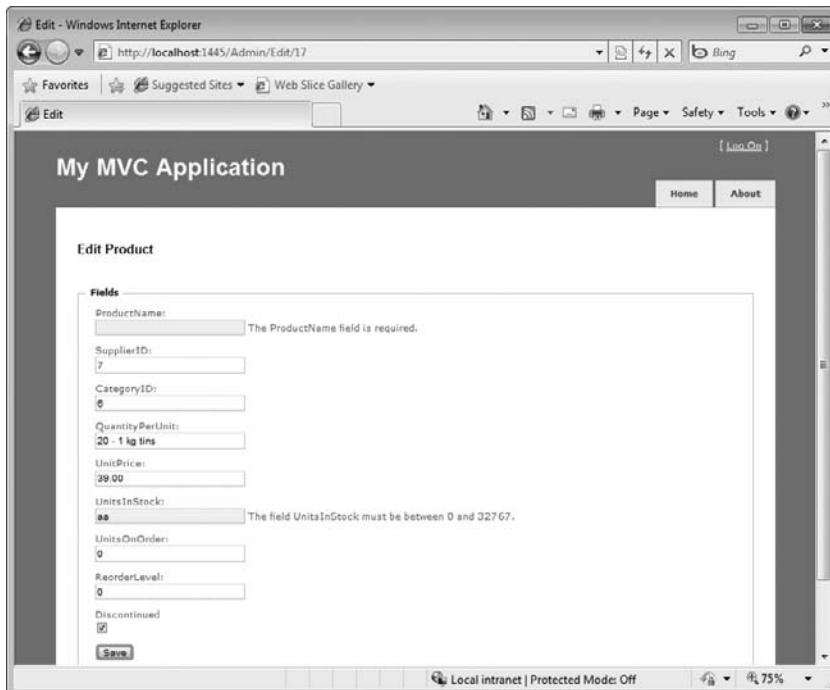 Edit - Windows Internet Explorer
http://localhost:1445/Admin/Edit/17
Bing
Favorites
Suggested Sites
Web Slice Gallery
Edit
Page
Safety
Tools
[ Log On ]
My MVC Application
Home
About
Edit Product
Fields
ProductName:
The ProductName field is required.
SupplierID:
7
CategoryID:
6
QuantityPerUnit:
20 - 1 kg tins
UnitPrice:
39.00
UnitsInStock:
aa
The field UnitsInStock must be between 0 and 32767.
UnitsOnOrder:
0
ReorderLevel:
0
Discontinued
Save
Local intranet | Protected Mode: Off
75%